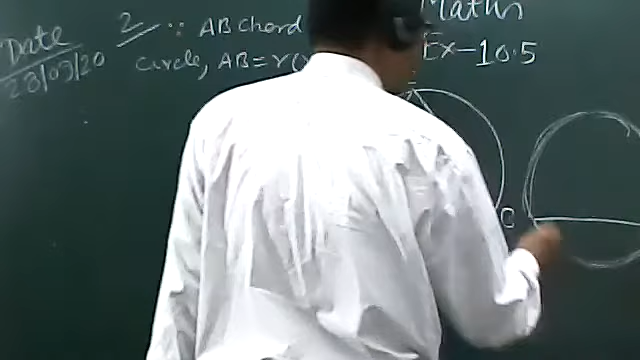 Date
28/09/20
2 ∵ AB Chord
Circle, AB = r(
Maths
Ex-10.5
B